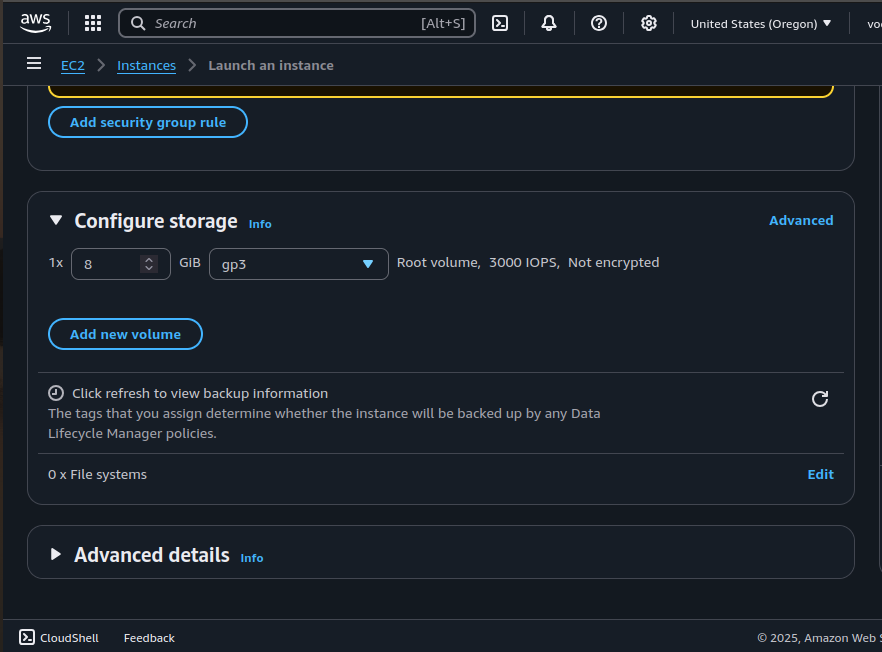 aws
Search [Alt+S]
United States (Oregon)
EC2 Instances Launch an instance
Add security group rule
Configure storage Info
Advanced
1x 8 GiB gp3 Root volume, 3000 IOPS, Not encrypted
Add new volume
Click refresh to view backup information
The tags that you assign determine whether the instance will be backed up by any Data
Lifecycle Manager policies.
0 x File systems
Edit
Advanced details Info
CloudShell Feedback
© 2025, Amazon Web